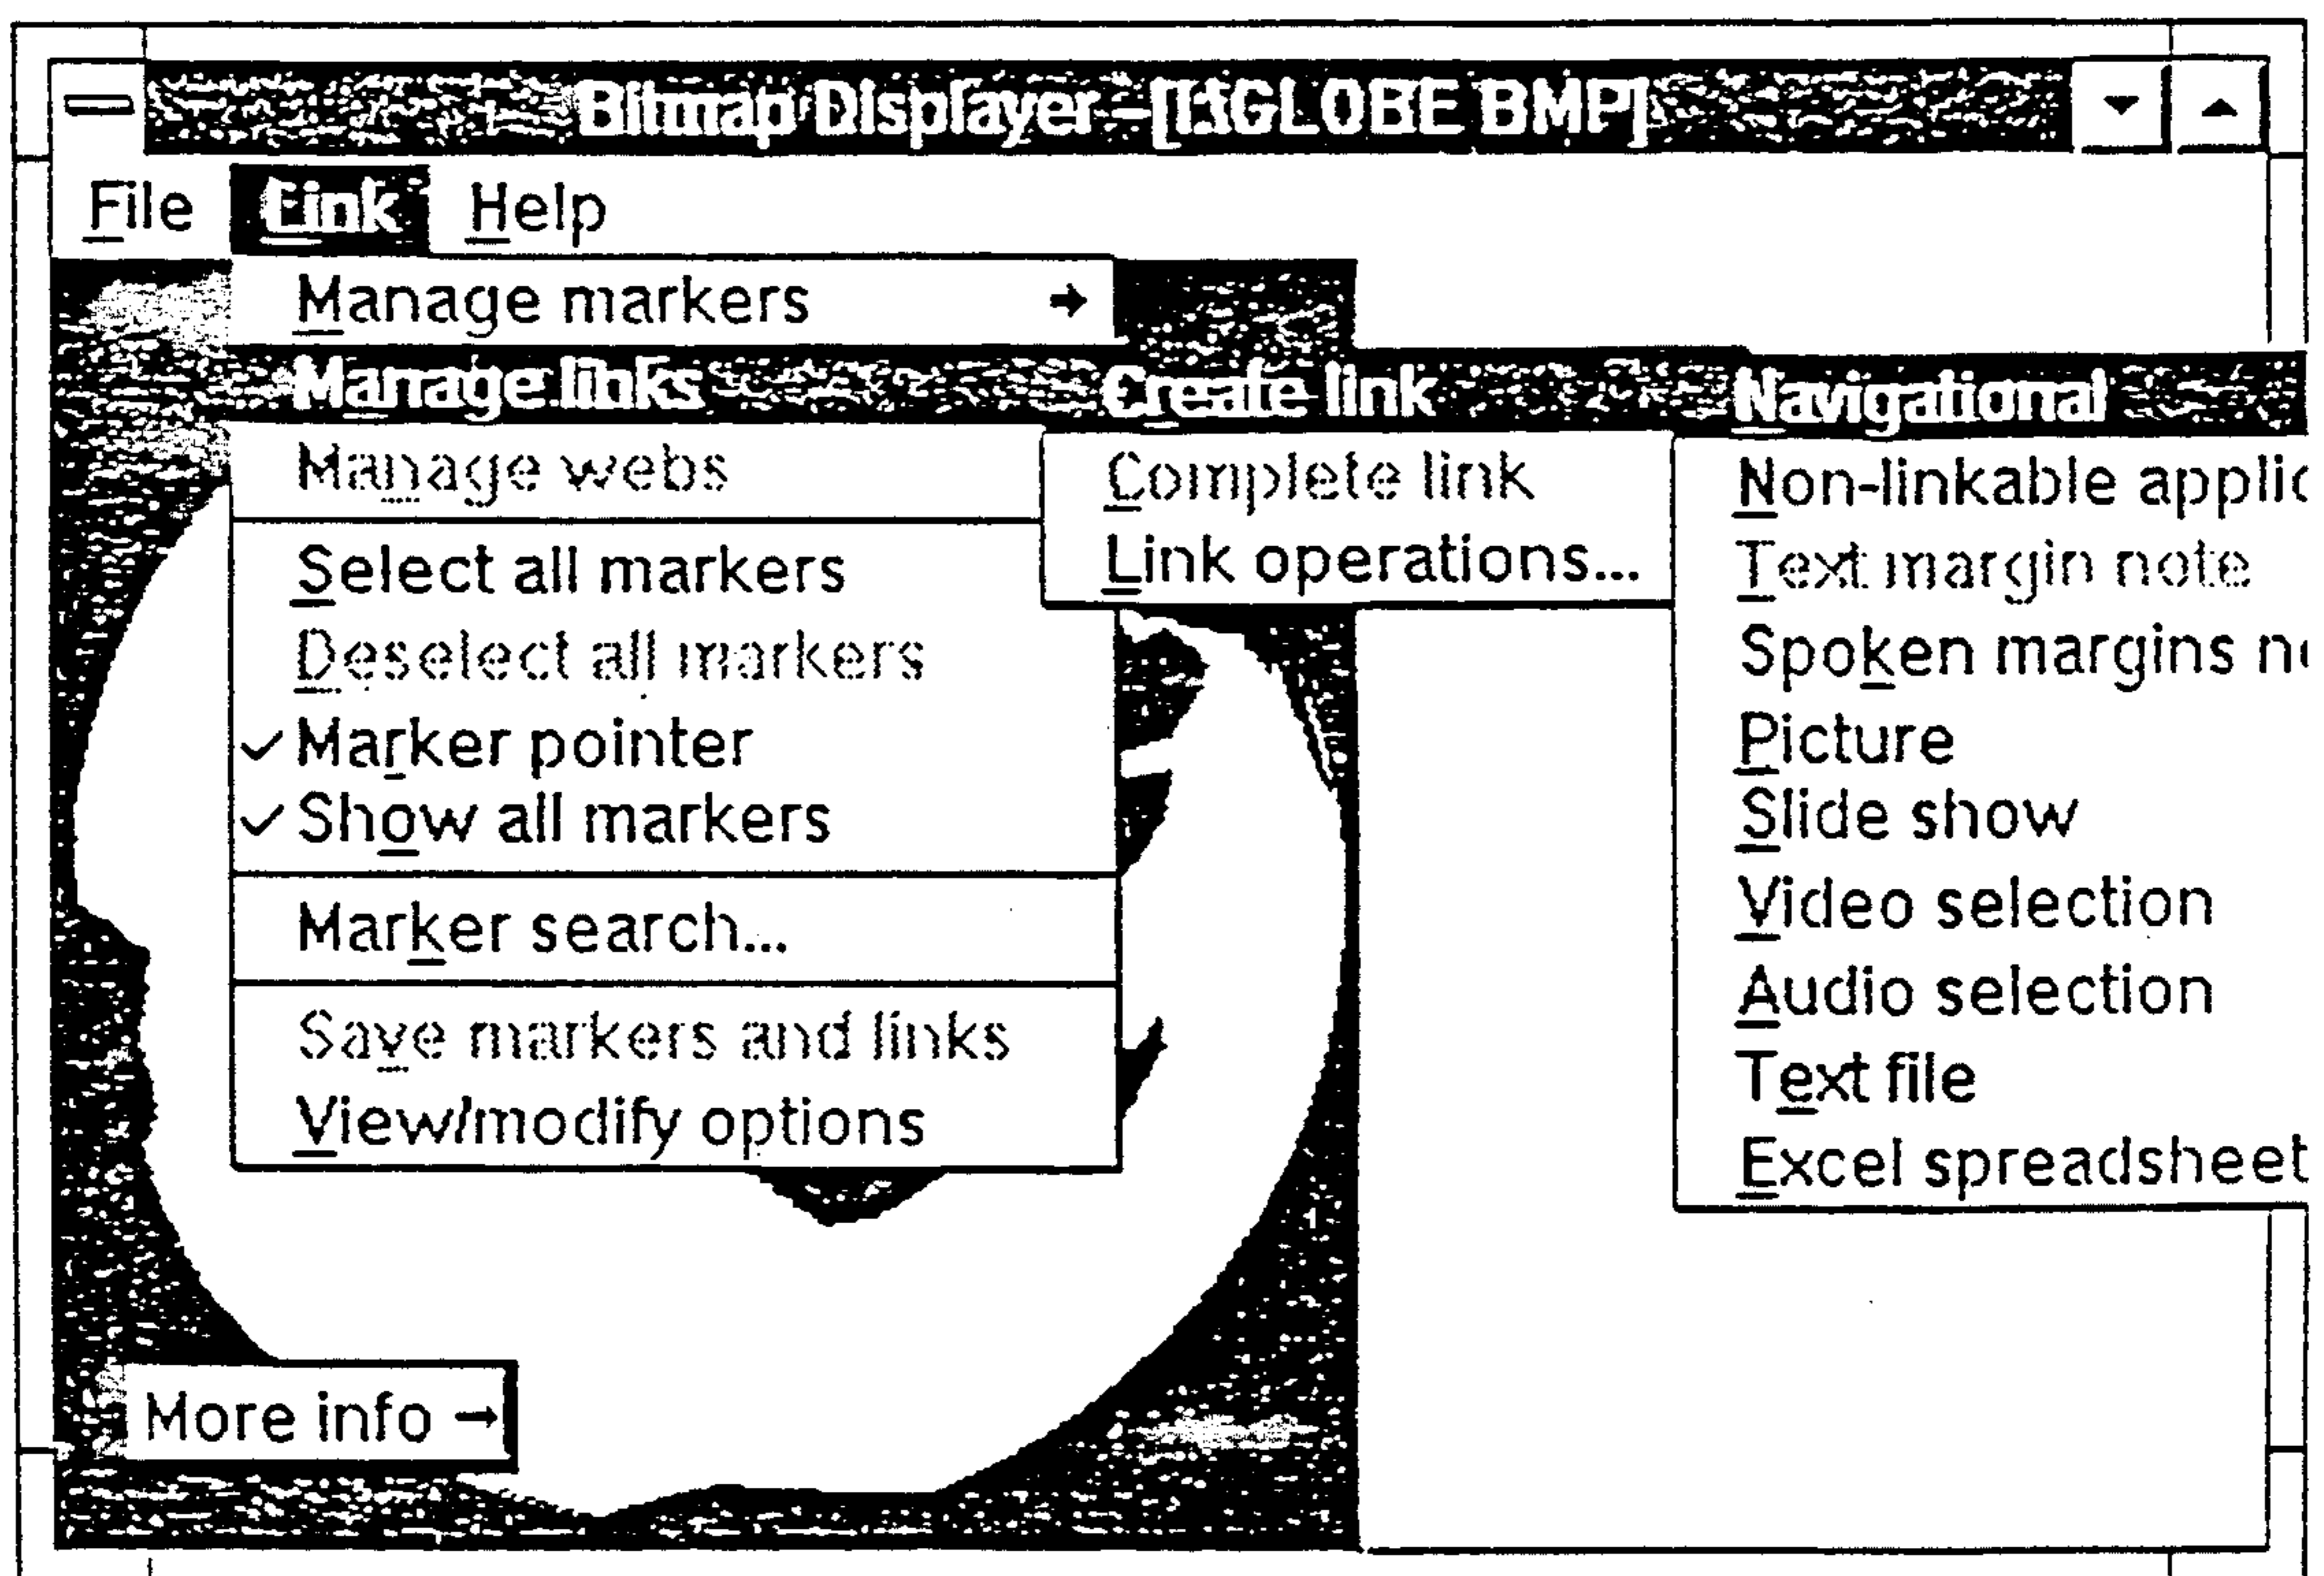 Bitmap Displayer - [I:\GLOBE BMP]
File Link Help
Manage markers →
Manage links
Manage webs
Select all markers
Deselect all markers
✓ Marker pointer
✓ Show all markers
Marker search...
Save markers and links
View/modify options
Create link
Complete link
Link operations...
Navigational
Non-linkable applic
Text margin note
Spoken margins n
Picture
Slide show
Video selection
Audio selection
Text file
Excel spreadsheet
More info →